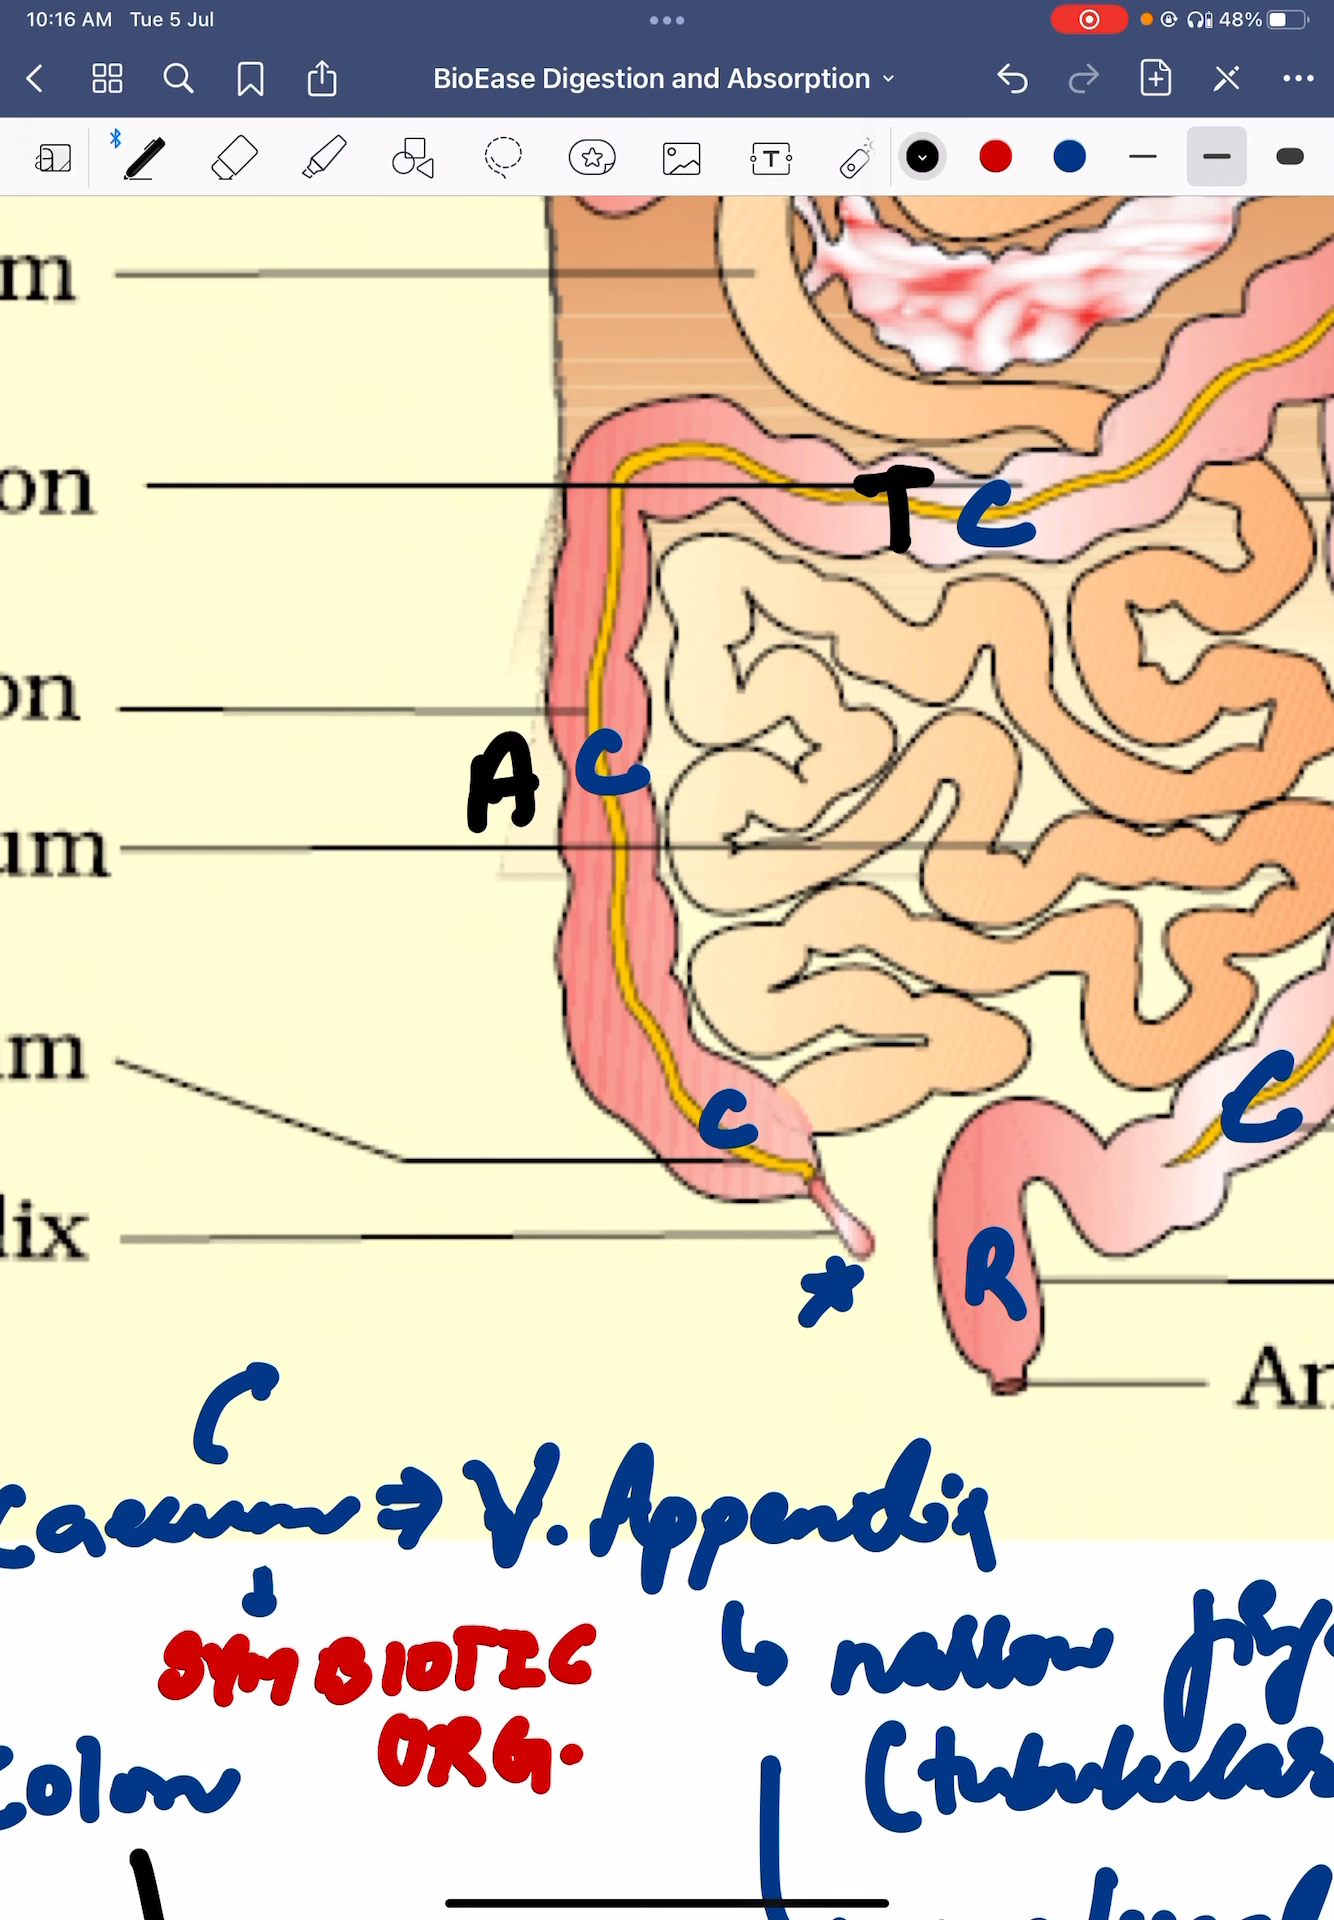 10:16 AM Tue 5 Jul
48%
BioEase Digestion and Absorption
T
m
on
T C
on
A C
um
m
C
C
lix
R
An
Caecum ⇒ V. Appendix
SYMBIOTIC
ORG.
narrow
Colon
(tubular